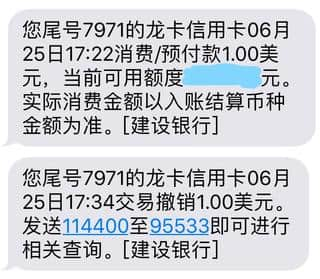 您尾号7971的龙卡信用卡06月
25日17:22消费/预付款1.00美
元，当前可用额度元。
实际消费金额以入账结算币种
金额为准。[建设银行]
您尾号7971的龙卡信用卡06月
25日17:34交易撤销1.00美元。
发送114400至95533即可进行
相关查询。[建设银行]